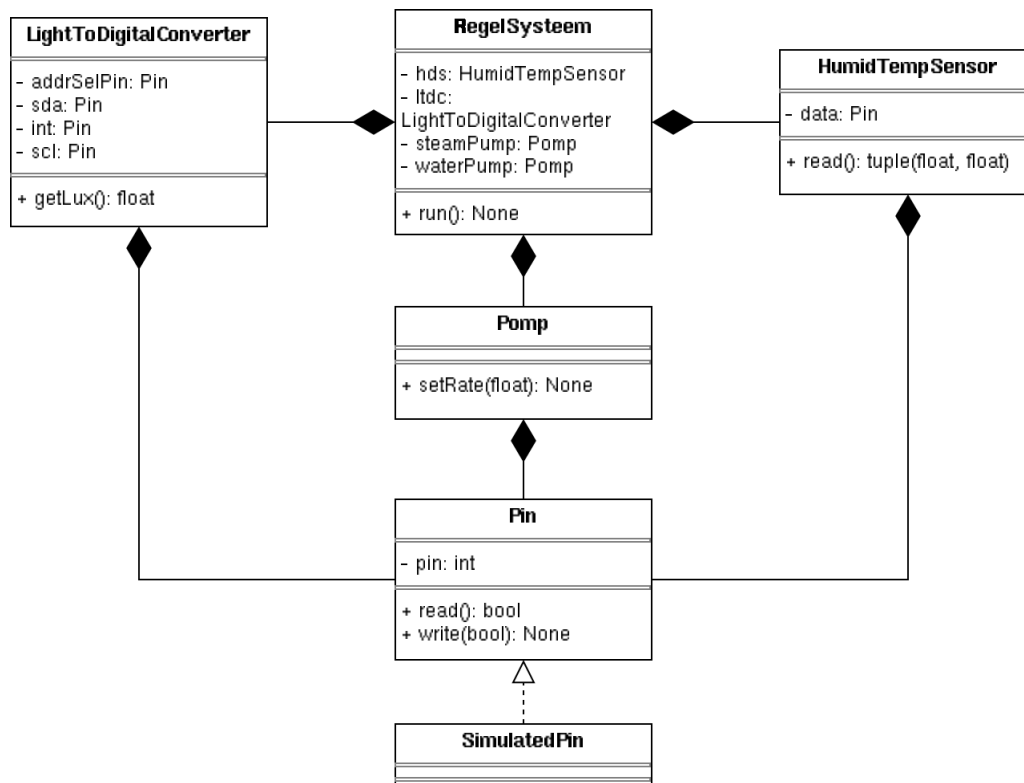 LightToDigitalConverter
- addrSelPin: Pin
- sda: Pin
- int: Pin
- scl: Pin
+ getLux(): float
RegelSysteem
- hds: HumidTempSensor
- ltdc:
LightToDigitalConverter
- steamPump: Pomp
- waterPump: Pomp
+ run(): None
HumidTempSensor
- data: Pin
+ read(): tuple(float, float)
Pomp
+ setRate(float): None
Pin
- pin: int
+ read(): bool
+ write(bool): None
SimulatedPin